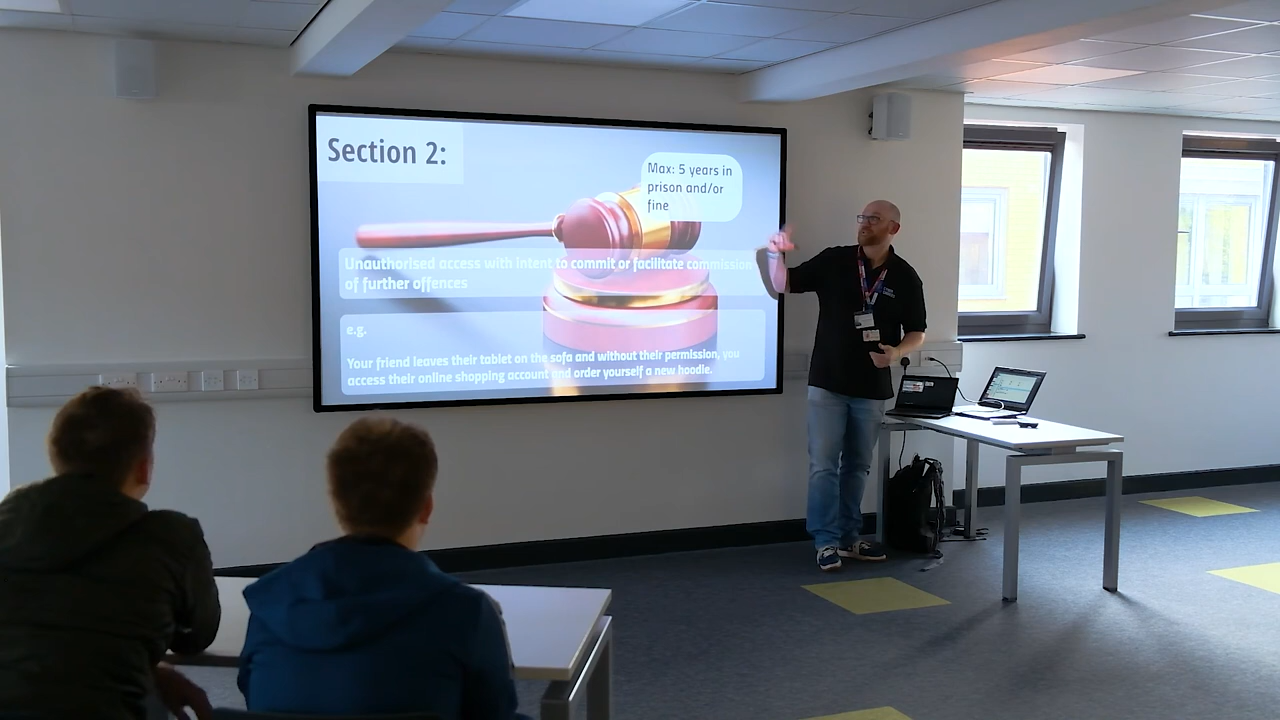 Section 2:
Max: 5 years in
prison and/or
fine
Unauthorised access with intent to commit or facilitate commission
of further offences
e.g.
Your friend leaves their tablet on the sofa and without their permission, you
access their online shopping account and order yourself a new hoodie.